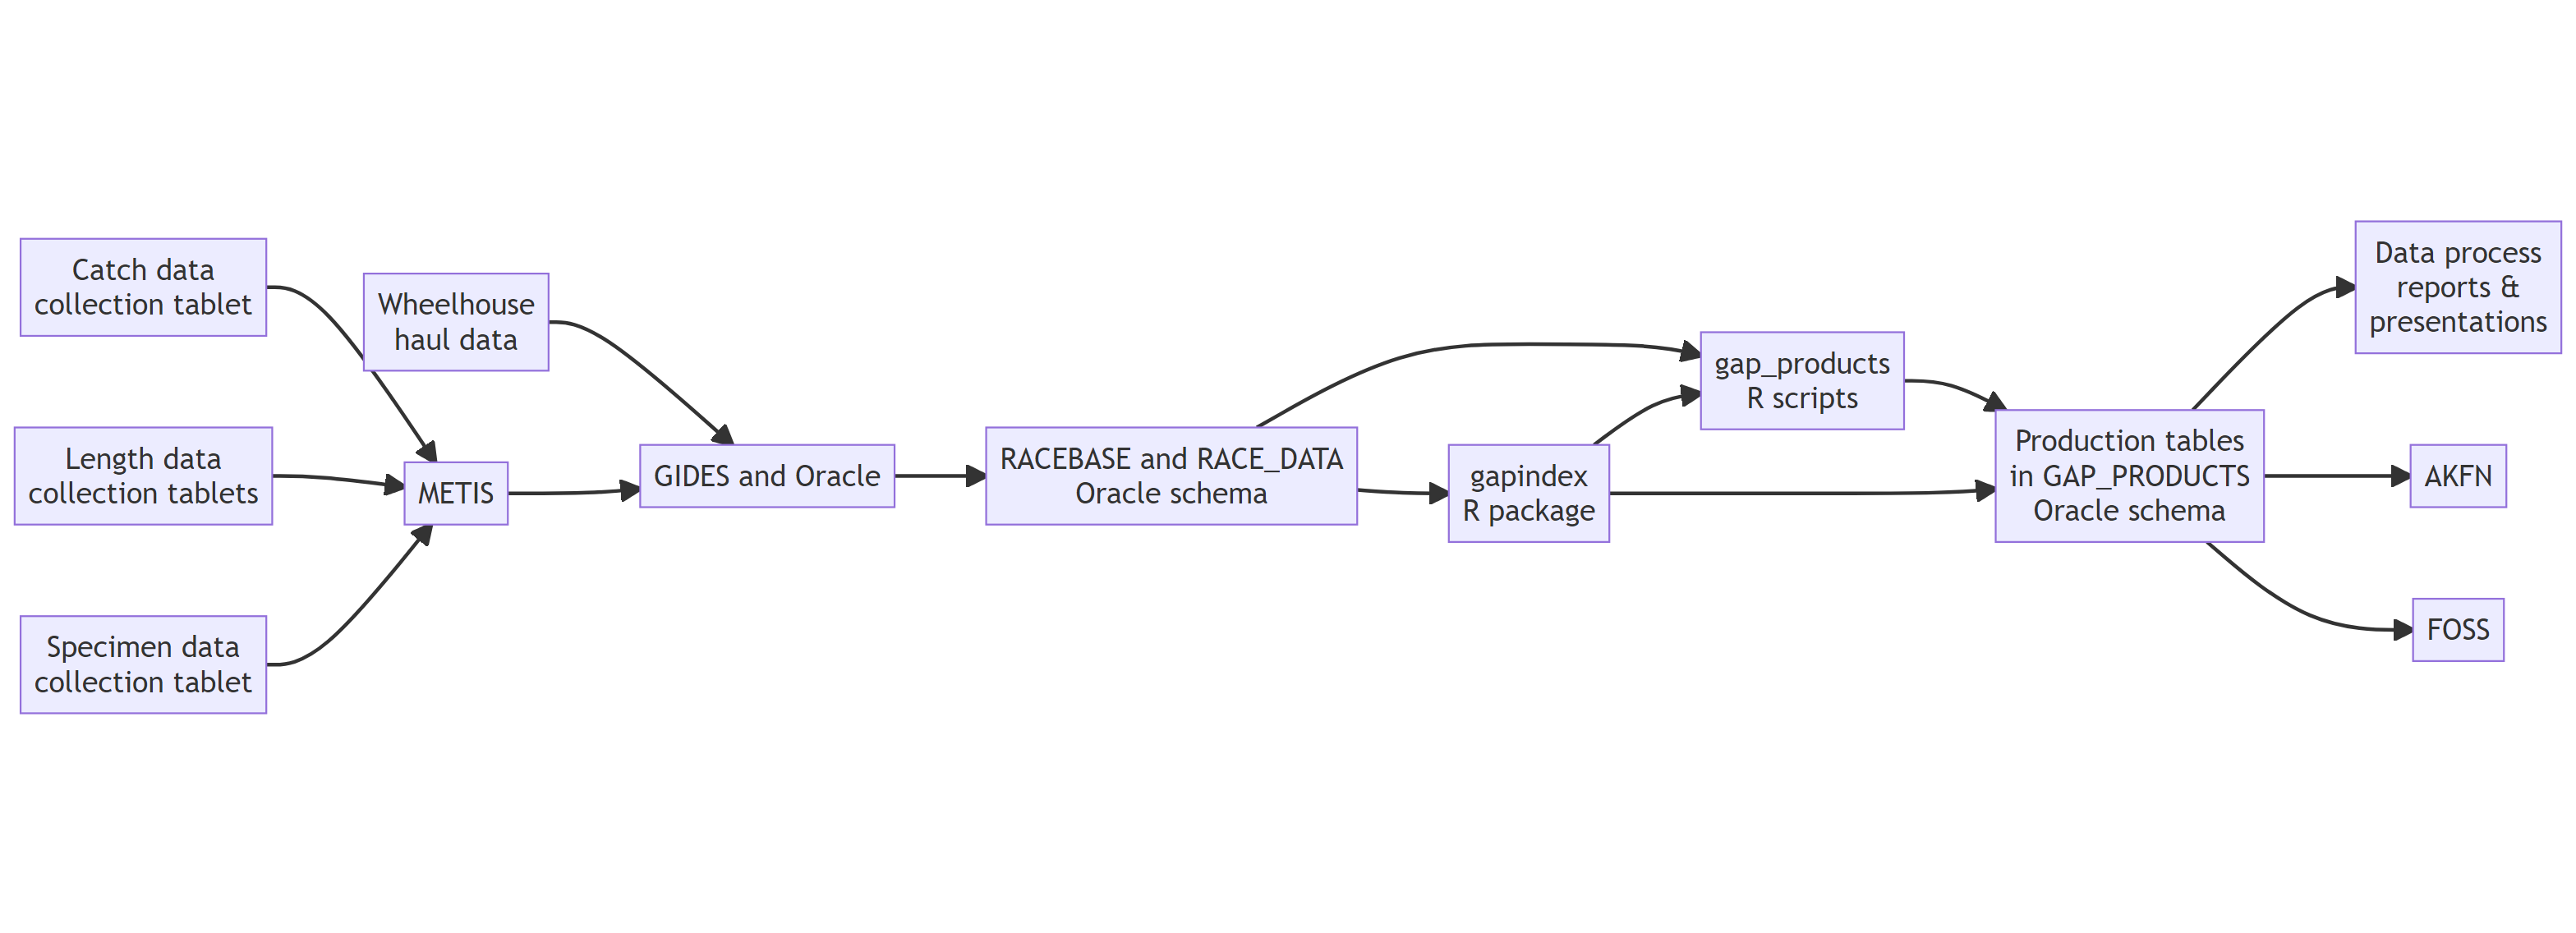 Catch data
collection tablet
Length data
collection tablets
Specimen data
collection tablet
Wheelhouse
haul data
METIS
GIDES and Oracle
RACEBASE and RACE_DATA
Oracle schema
gapindex
R package
gap_products
R scripts
Production tables
in GAP_PRODUCTS
Oracle schema
Data process
reports &
presentations
AKFN
FOSS